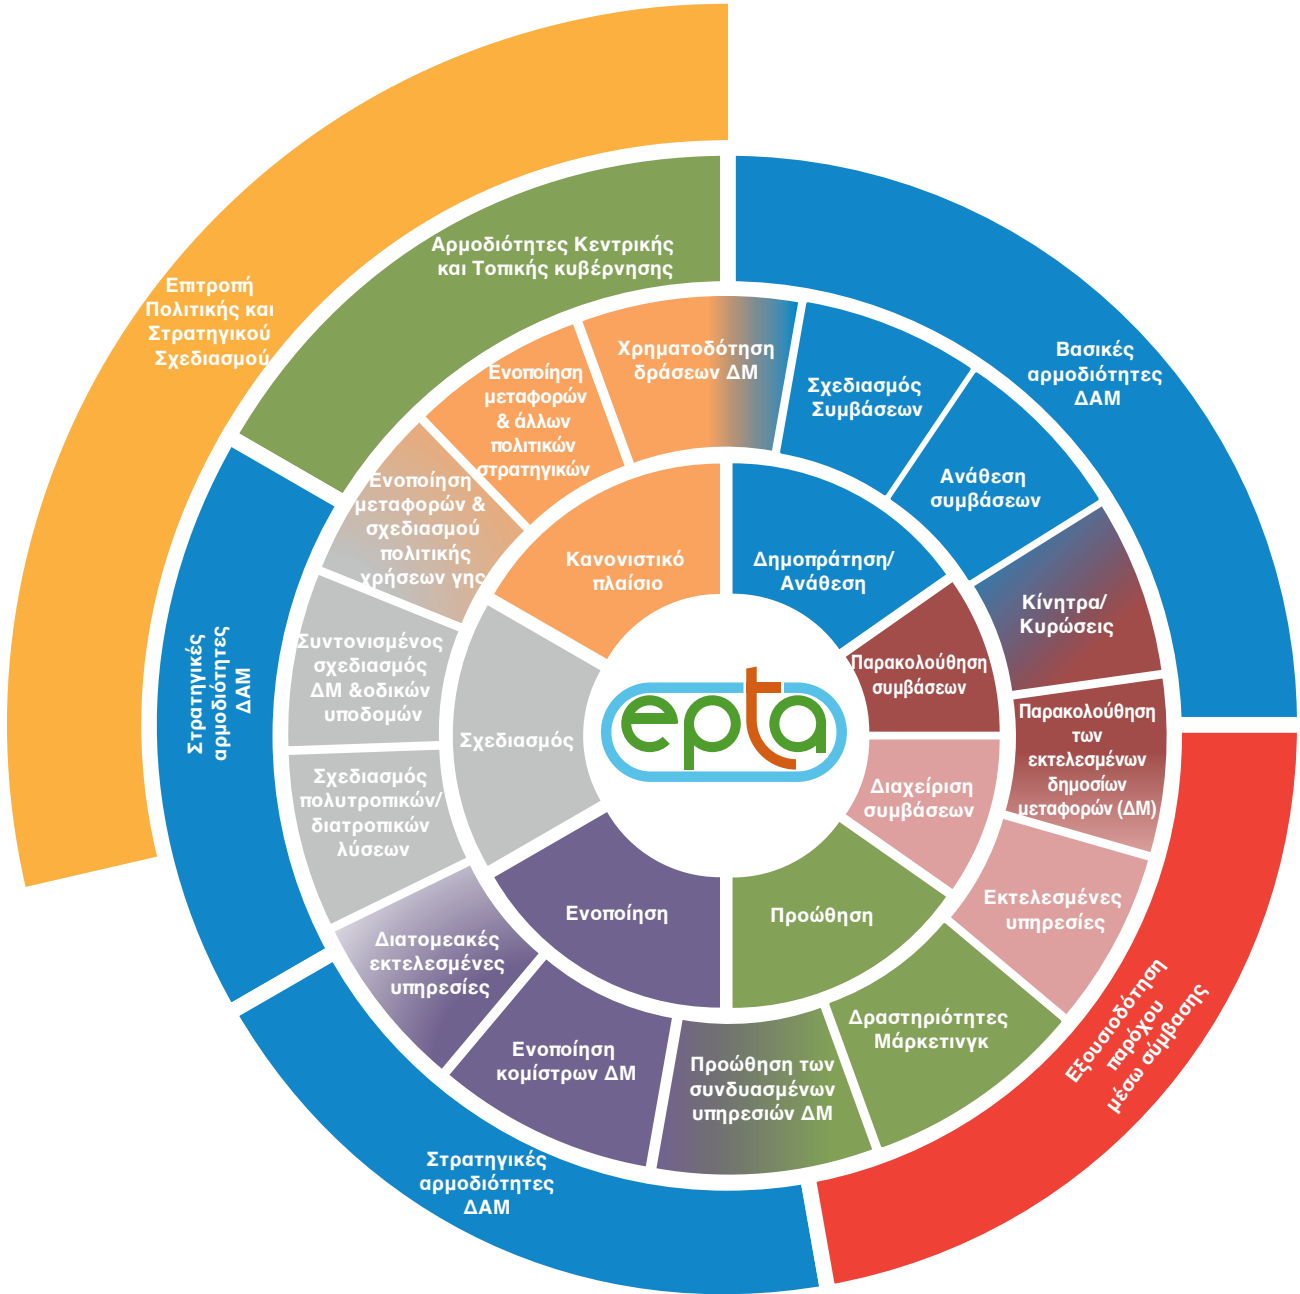 Επιτροπή
Πολιτικής και
Στρατηγικού
Σχεδιασμού
Αρμοδιότητες Κεντρικής
και Τοπικής κυβέρνησης
Βασικές
αρμοδιότητες
ΔΑΜ
Στρατηγικές
αρμοδιότητες
ΔΑΜ
Στρατηγικές
αρμοδιότητες
ΔΑΜ
Εξουσιοδότηση
παρόχου
μέσω σύμβασης
Χρηματοδότηση
δράσεων ΔΜ
Σχεδιασμός
Συμβάσεων
Ανάθεση
συμβάσεων
Κίνητρα/
Κυρώσεις
Παρακολούθηση
των
εκτελεσμένων
δημοσίων
μεταφορών (ΔΜ)
Εκτελεσμένες
υπηρεσίες
Δραστηριότητες
Μάρκετινγκ
Προώθηση των
συνδυασμένων
υπηρεσιών ΔΜ
Ενοποίηση
κομίστρων ΔΜ
Διατομεακές
εκτελεσμένες
υπηρεσίες
Σχεδιασμός
πολυτροπικών/
διατροπικών
λύσεων
Συντονισμένος
σχεδιασμός
ΔΜ &οδικών
υποδομών
Ενοποίηση
μεταφορών &
σχεδιασμού
πολιτικής
χρήσεων γης
Ενοποίηση
μεταφορών
& άλλων
πολιτικών
στρατηγικών
Κανονιστικό
πλαίσιο
Δημοπράτηση/
Ανάθεση
Παρακολούθηση
συμβάσεων
Διαχείριση
συμβάσεων
Προώθηση
Ενοποίηση
Σχεδιασμός
epta